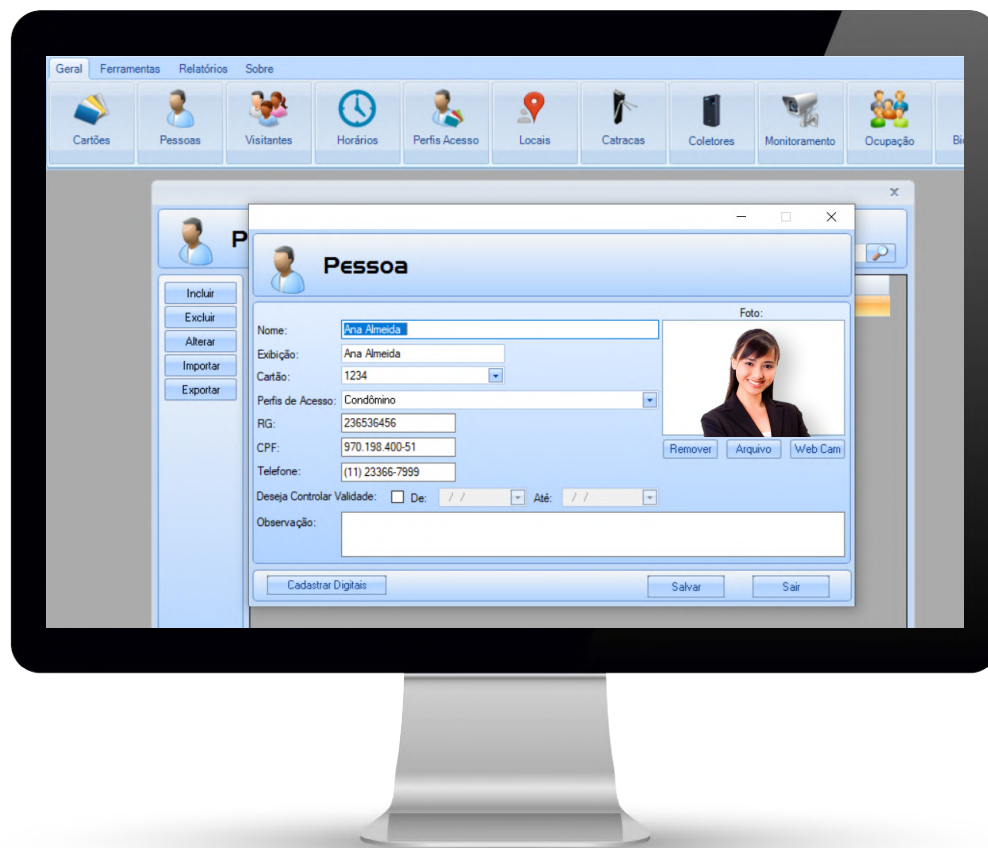 Geral Ferramentas Relatórios Sobre
Cartões Pessoas Visitantes Horários Perfis Acesso Locais Catracas Coletores Monitoramento Ocupação
x
Pessoa
Incluir
Excluir
Alterar
Importar
Exportar
Foto:
Nome: Ana Almeida
Exibição: Ana Almeida
Cartão: 1234
Perfis de Acesso: Condômino
RG: 236536456
CPF: 970.198.400-51
Telefone: (11) 23366-7999
Remover Arquivo Web Cam
Deseja Controlar Validade: De: / / Até: / /
Observação:
Cadastrar Digitais Salvar Sair